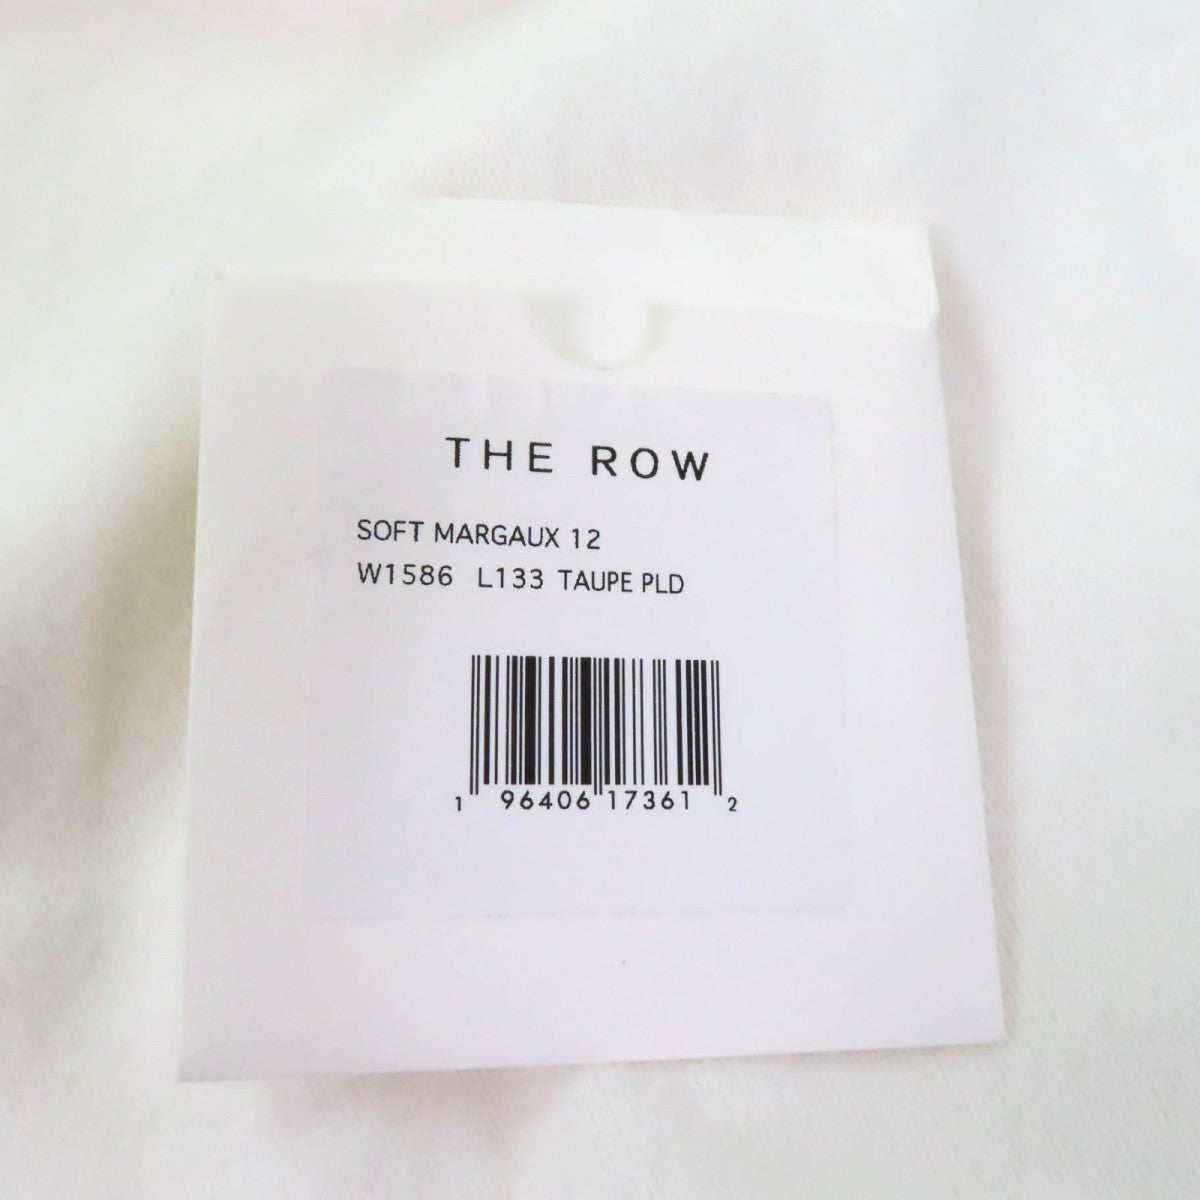 THE ROW
SOFT MARGAUX 12
W1586 L133 TAUPE PLD
1 96406 17361 2